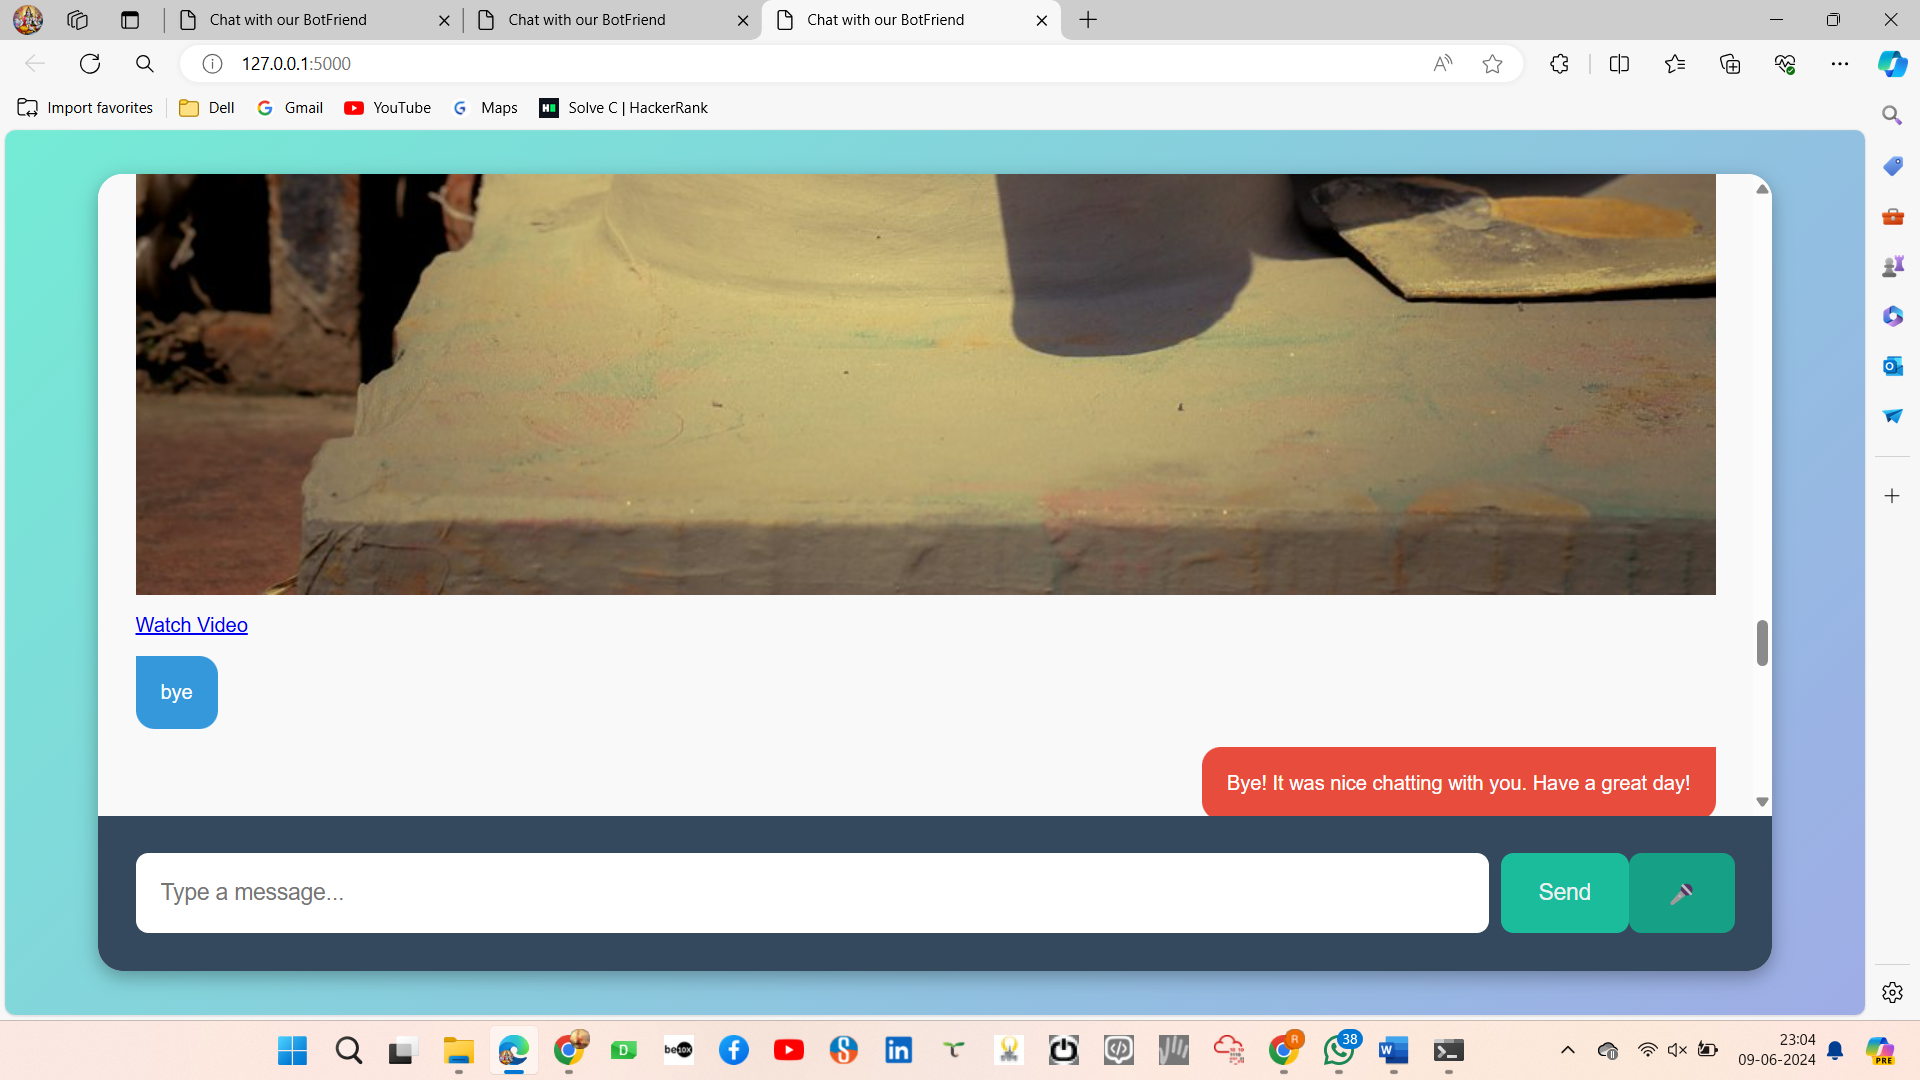 Chat with our BotFriend
Chat with our BotFriend
Chat with our BotFriend
127.0.0.1:5000
Import favorites
Dell
Gmail
YouTube
Maps
Solve C | HackerRank
Watch Video
bye
Bye! It was nice chatting with you. Have a great day!
Type a message...
Send
D
be10x
R
38
W
PRE
23:04
09-06-2024